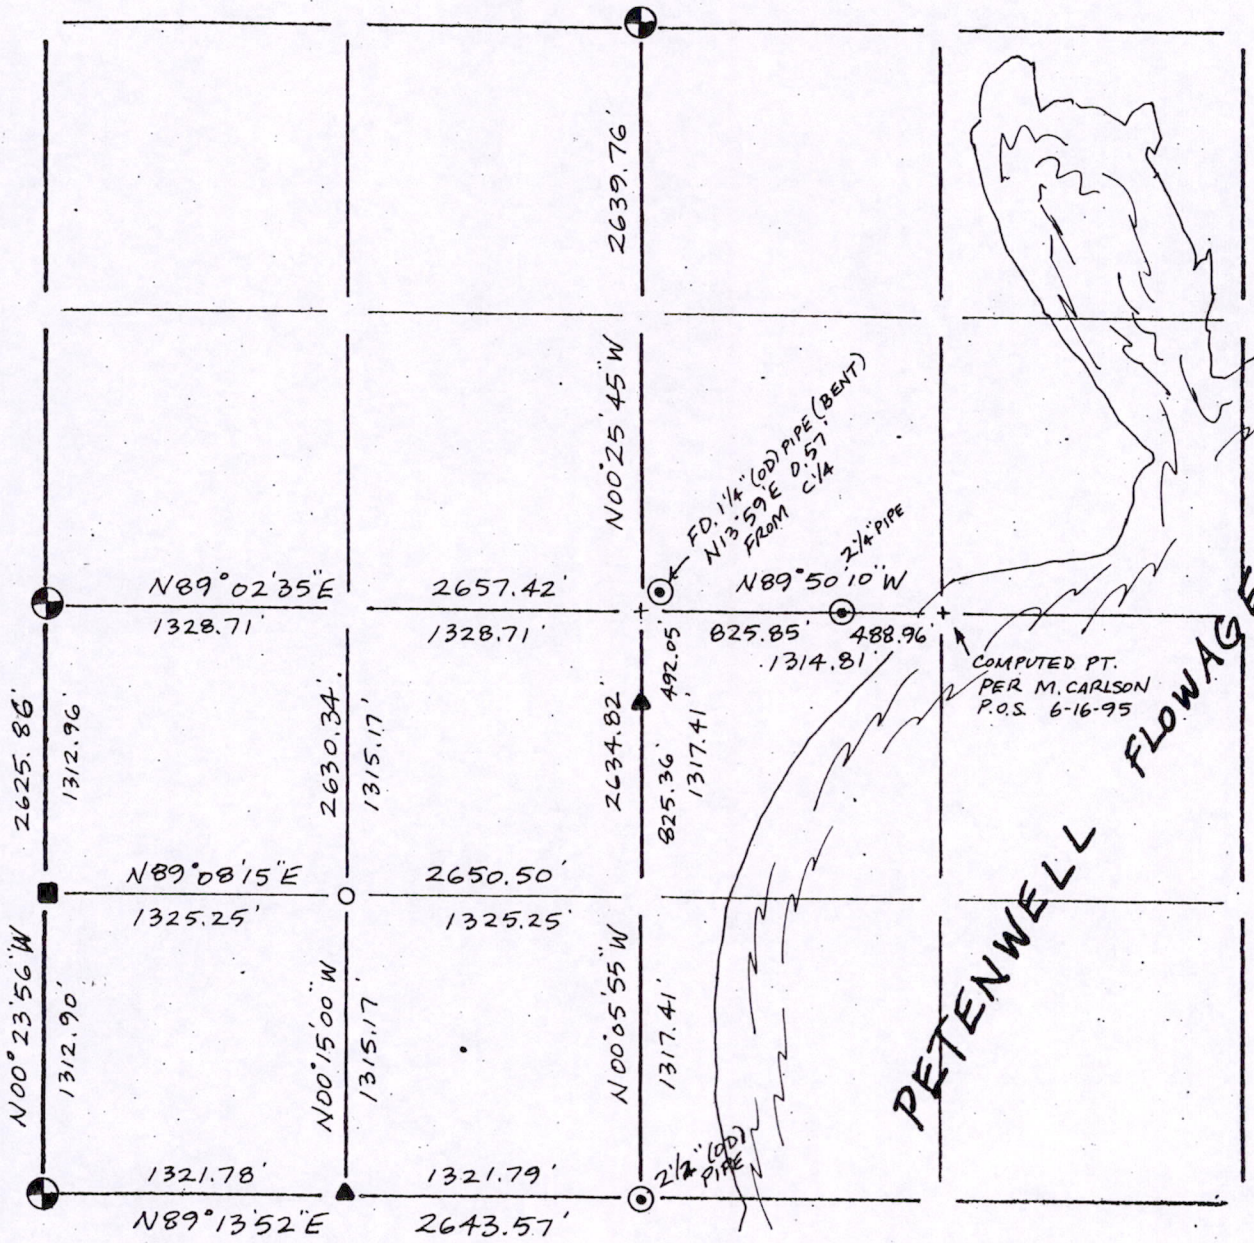 2639.76'
N00°25'45"W
FD. 1¼" (OD) PIPE (BENT)
N13°59'E 0.57'
FROM C¼
2¼" PIPE
N89°02'35"E
2657.42'
N89°50'10"W
1328.71'
1328.71'
825.85'
488.96'
1314.81'
COMPUTED PT.
PER M. CARLSON
P.O.S. 6-16-95
2625.86'
1312.96'
2630.34'
1315.17'
2634.82'
492.05'
825.36'
1317.41'
PETENWELL FLOWAGE
N89°08'15"E
2650.50'
1325.25'
1325.25'
N00°23'56"W
1312.90'
N00°15'00"W
1315.17'
N00°05'55"W
1317.41'
2½" (OD)
PIPE
1321.78'
1321.79'
N89°13'52"E
2643.57'